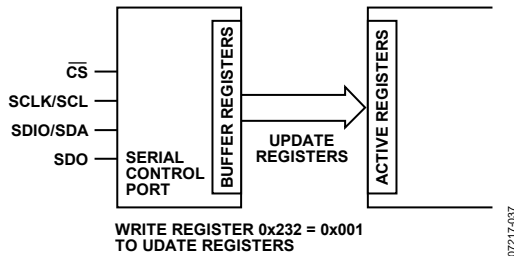 CS
SCLK/SCL
SDIO/SDA
SDO
SERIAL
CONTROL
PORT
BUFFER REGISTERS
UPDATE
REGISTERS
ACTIVE REGISTERS
WRITE REGISTER 0x232 = 0x001
TO UDATE REGISTERS
07217-037